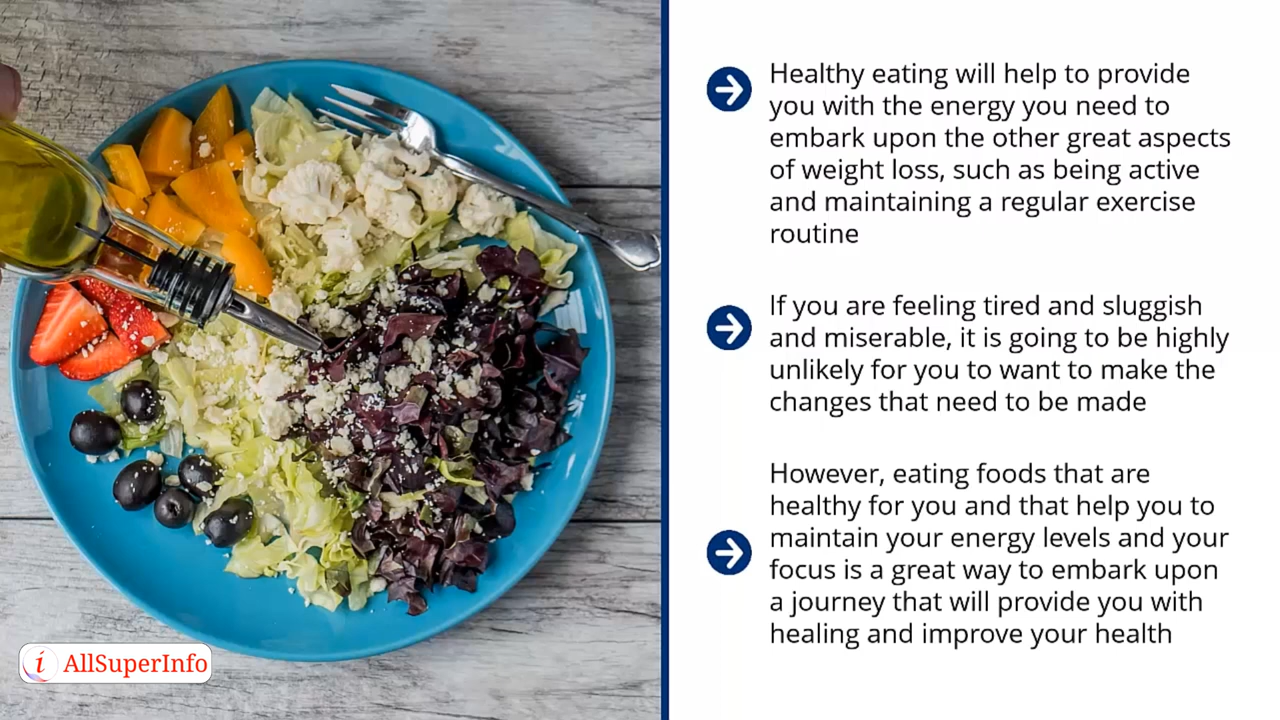 Healthy eating will help to provide
you with the energy you need to
embark upon the other great aspects
of weight loss, such as being active
and maintaining a regular exercise
routine
If you are feeling tired and sluggish
and miserable, it is going to be highly
unlikely for you to want to make the
changes that need to be made
However, eating foods that are
healthy for you and that help you to
maintain your energy levels and your
focus is a great way to embark upon
a journey that will provide you with
healing and improve your health
i AllSuperInfo